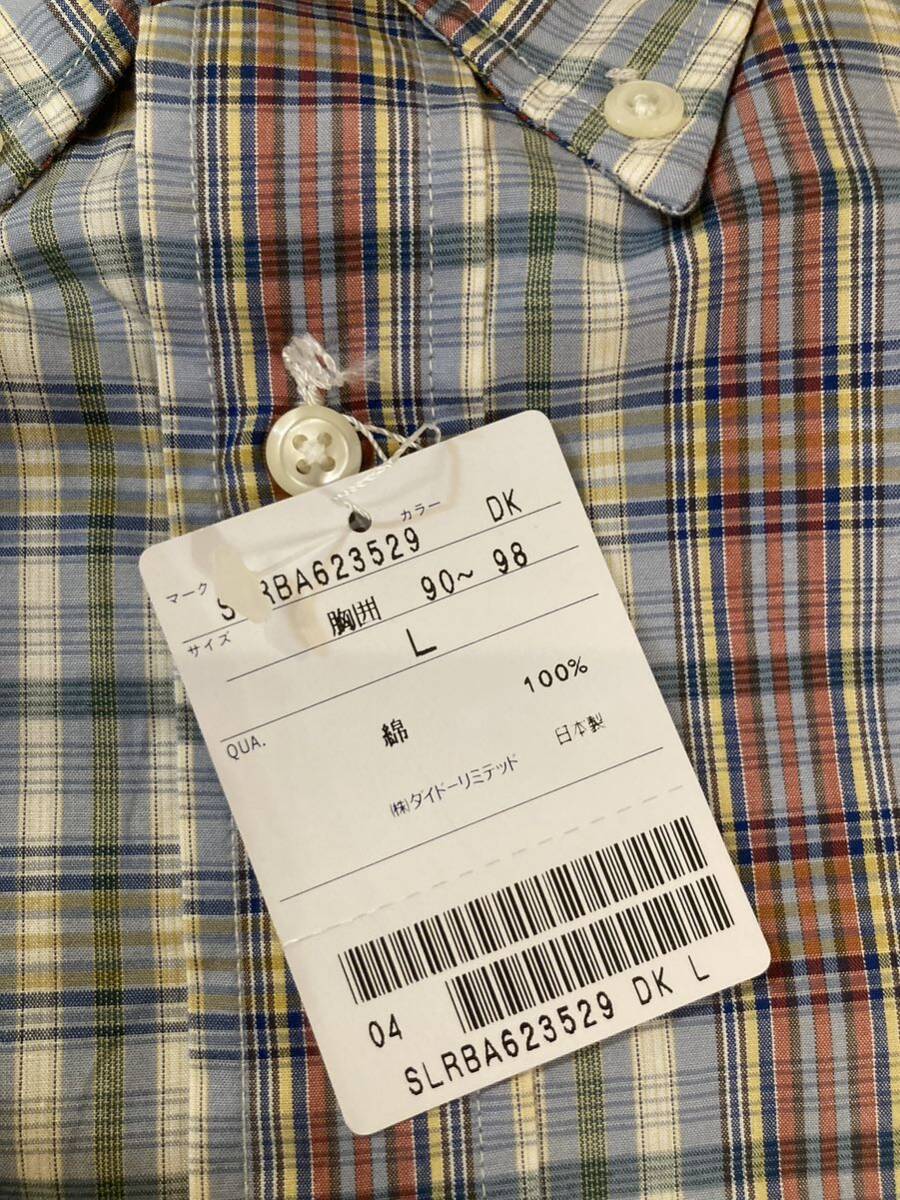 カラー DK
マーク S RBA623529
サイズ 胸囲 90~ 98
L
QUA. 綿 100%
㈱ダイドーリミテッド 日本製
04
SLRBA623529 DK L